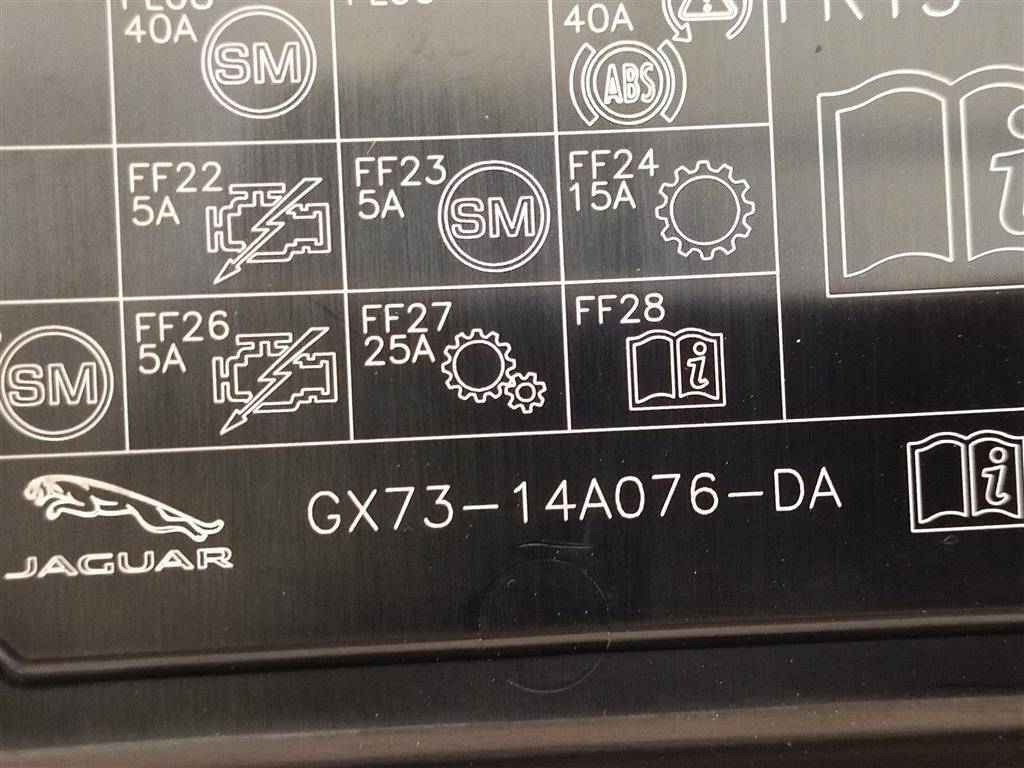 40A
SM
40A
ABS
FF22
5A
FF23
5A
SM
FF24
15A
i
SM
FF26
5A
FF27
25A
FF28
i
JAGUAR
GX73-14A076-DA
i